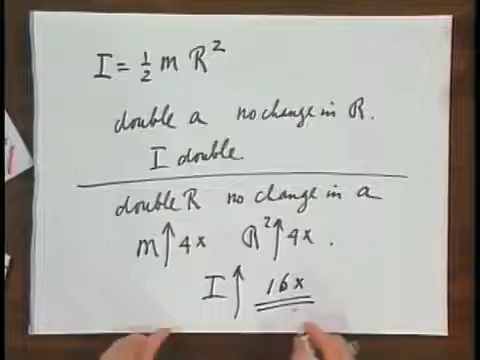 I = ½ m R²
double a no change in R.
I double
double R no change in a
m ↑ 4x R² ↑ 4x .
I ↑ 16x